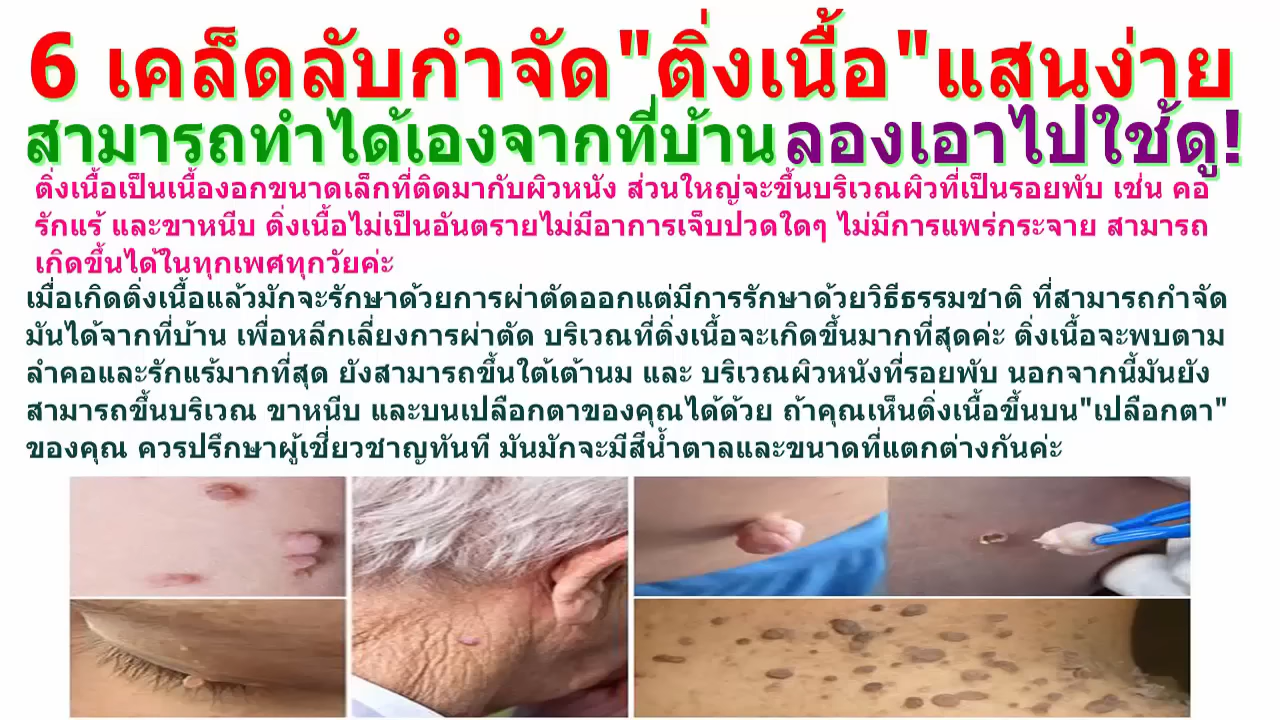 6 เคล็ดลับกำจัด"ติ่งเนื้อ"แสนง่าย
สามารถทำได้เองจากที่บ้าน ลองเอาไปใช้ดู!
ติ่งเนื้อเป็นเนื้องอกขนาดเล็กที่ติดมากับผิวหนัง ส่วนใหญ่จะขึ้นบริเวณผิวที่เป็นรอยพับ เช่น คอ
รักแร้ และขาหนีบ ติ่งเนื้อไม่เป็นอันตรายไม่มีอาการเจ็บปวดใดๆ ไม่มีการแพร่กระจาย สามารถ
เกิดขึ้นได้ในทุกเพศทุกวัยค่ะ
เมื่อเกิดติ่งเนื้อแล้วมักจะรักษาด้วยการผ่าตัดออกแต่มีการรักษาด้วยวิธีธรรมชาติ ที่สามารถกำจัด
มันได้จากที่บ้าน เพื่อหลีกเลี่ยงการผ่าตัด บริเวณที่ติ่งเนื้อจะเกิดขึ้นมากที่สุดค่ะ ติ่งเนื้อจะพบตาม
ลำคอและรักแร้มากที่สุด ยังสามารถขึ้นใต้เต้านม และ บริเวณผิวหนังที่รอยพับ นอกจากนี้มันยัง
สามารถขึ้นบริเวณ ขาหนีบ และบนเปลือกตาของคุณได้ด้วย ถ้าคุณเห็นติ่งเนื้อขึ้นบน"เปลือกตา"
ของคุณ ควรปรึกษาผู้เชี่ยวชาญทันที มันมักจะมีสีน้ำตาลและขนาดที่แตกต่างกันค่ะ